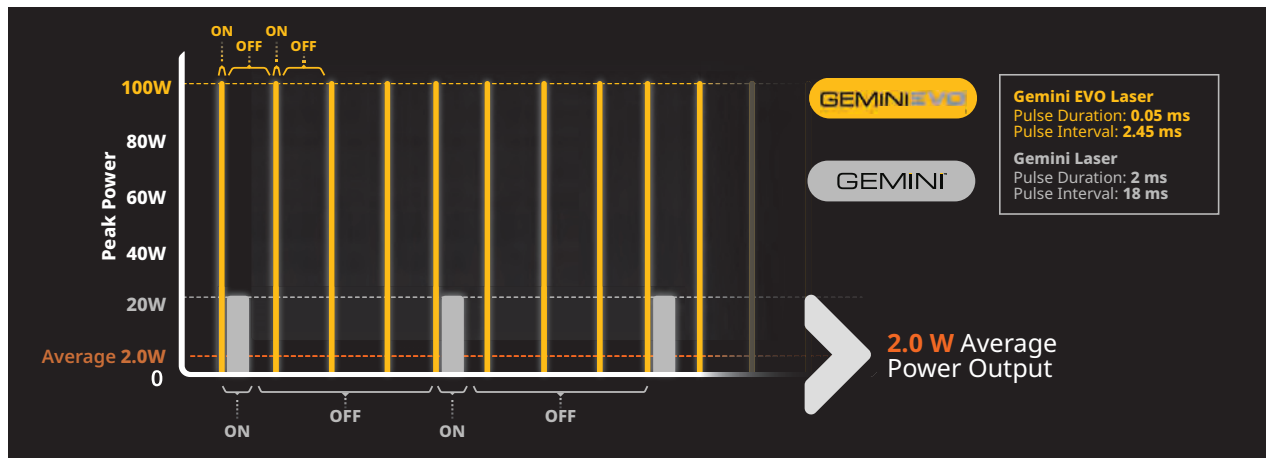 ON
ON
OFF
OFF
100W
80W
60W
40W
20W
Average 2.0W
0
Peak Power
ON
OFF
ON
OFF
GEMINI EVO
GEMINI
Gemini EVO Laser
Pulse Duration: 0.05 ms
Pulse Interval: 2.45 ms
Gemini Laser
Pulse Duration: 2 ms
Pulse Interval: 18 ms
2.0 W Average
Power Output